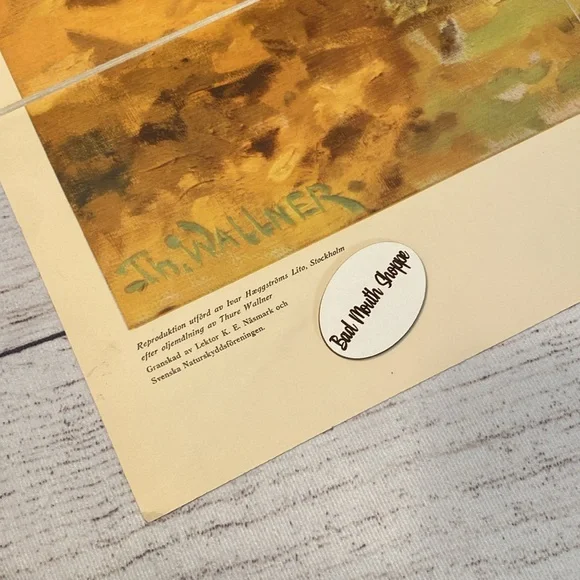 Th. WALLNER.
Reproduktion utförd av Ivar Hæggströms Lito, Stockholm
efter oljemålning av Thure Wallner
Granskad av Lektor K. E. Näsmark och
Svenska Naturskyddsföreningen.
Bad Mouth Shoppe